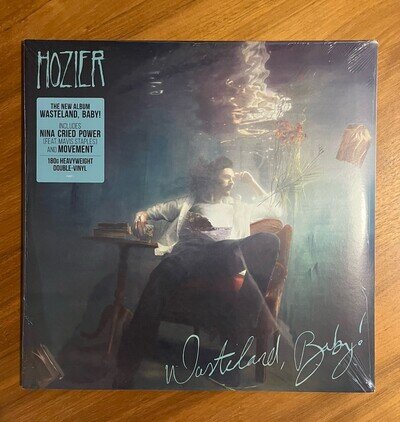 HOZIER
THE NEW ALBUM
WASTELAND, BABY!
INCLUDES
NINA CRIED POWER
(FEAT. MAVIS STAPLES)
AND MOVEMENT
180G HEAVYWEIGHT
DOUBLE-VINYL
Wasteland, Baby!